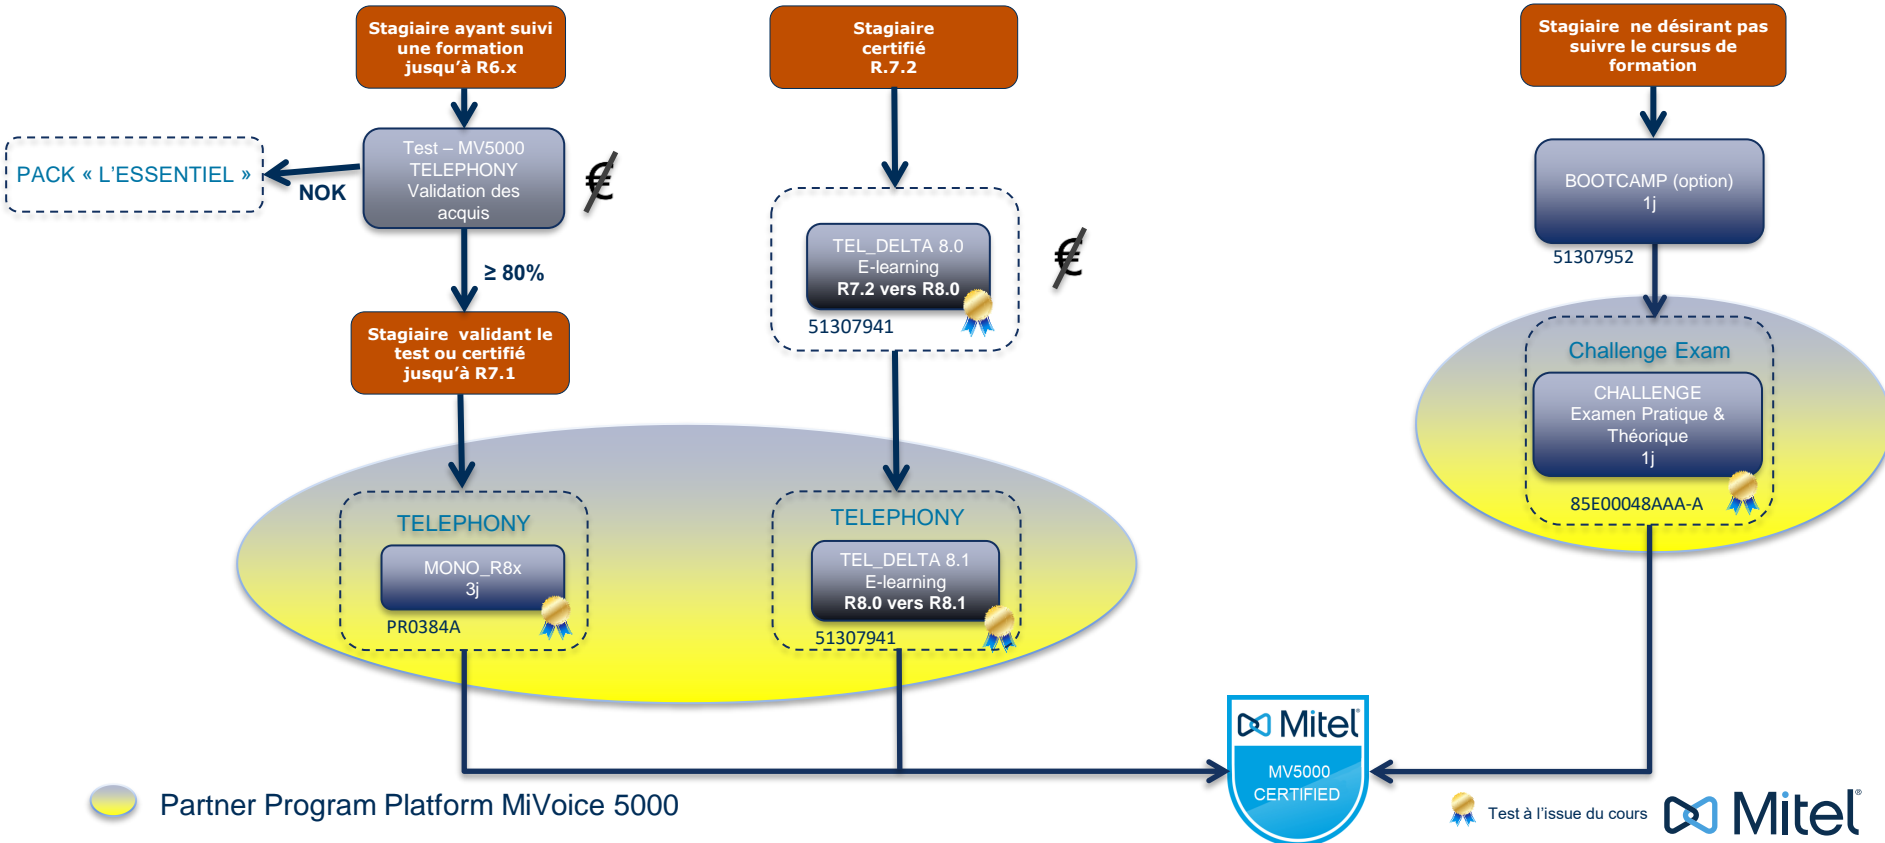 Stagiaire ayant suivi
une formation
jusqu'à R6.x
Stagiaire
certifié
R.7.2
Stagiaire ne désirant pas
suivre le cursus de
formation
PACK « L'ESSENTIEL »
NOK
Test – MV5000
TELEPHONY
Validation des
acquis
€
≥ 80%
TEL_DELTA 8.0
E-learning
R7.2 vers R8.0
51307941
€
BOOTCAMP (option)
1j
51307952
Stagiaire validant le
test ou certifié
jusqu'à R7.1
Challenge Exam
CHALLENGE
Examen Pratique &
Théorique
1j
85E00048AAA-A
TELEPHONY
MONO_R8x
3j
PR0384A
TELEPHONY
TEL_DELTA 8.1
E-learning
R8.0 vers R8.1
51307941
Mitel®
MV5000
CERTIFIED
Partner Program Platform MiVoice 5000
Test à l'issue du cours
Mitel®